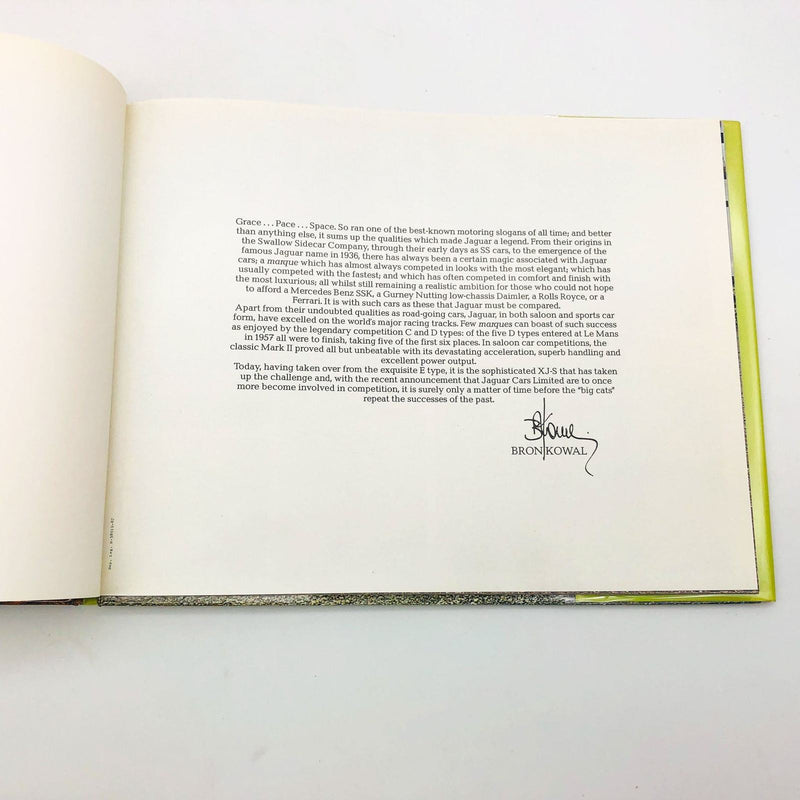 Grace . . . Pace . . . Space. So ran one of the best-known motoring slogans of all time; and better
than anything else, it sums up the qualities which made Jaguar a legend. From their origins in
the Swallow Sidecar Company, through their early days as SS cars, to the emergence of the
famous Jaguar name in 1936, there has always been a certain magic associated with Jaguar
cars; a marque which has almost always competed in looks with the most elegant; which has
usually competed with the fastest; and which has often competed in comfort and finish with
the most luxurious; all whilst still remaining a realistic ambition for those who could not hope
to afford a Mercedes Benz SSK, a Gurney Nutting low-chassis Daimler, a Rolls Royce, or a
Ferrari. It is with such cars as these that Jaguar must be compared.
Apart from their undoubted qualities as road-going cars, Jaguar, in both saloon and sports car
form, have excelled on the world's major racing tracks. Few marques can boast of such success
as enjoyed by the legendary competition C and D types: of the five D types entered at Le Mans
in 1957 all were to finish, taking five of the first six places. In saloon car competitions, the
classic Mark II proved all but unbeatable with its devastating acceleration, superb handling and
excellent power output.
Today, having taken over from the exquisite E type, it is the sophisticated XJ-S that has taken
up the challenge and, with the recent announcement that Jaguar Cars Limited are to once
more become involved in competition, it is surely only a matter of time before the "big cats"
repeat the successes of the past.
BRON KOWAL